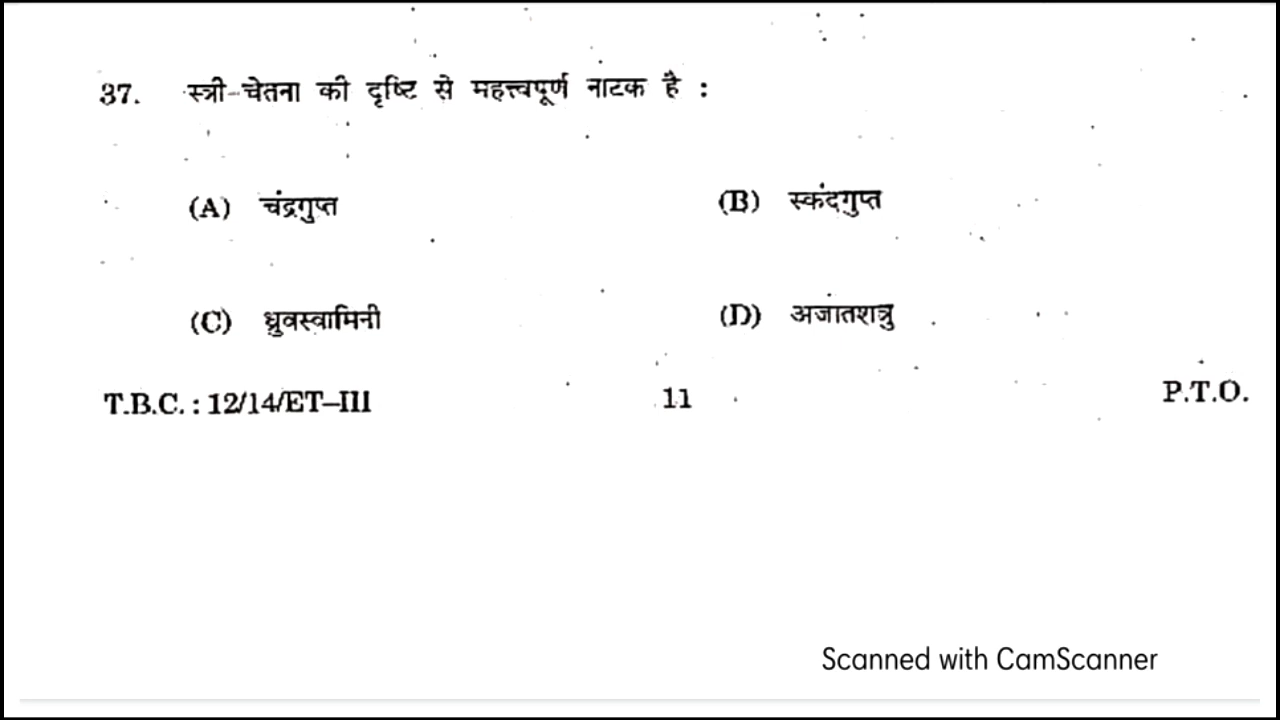 37. स्त्री-चेतना की दृष्टि से महत्त्वपूर्ण नाटक है :
(A) चंद्रगुप्त (B) स्कंदगुप्त
(C) ध्रुवस्वामिनी (D) अजातशत्रु
T.B.C. : 12/14/ET–III 11 P.T.O.
Scanned with CamScanner